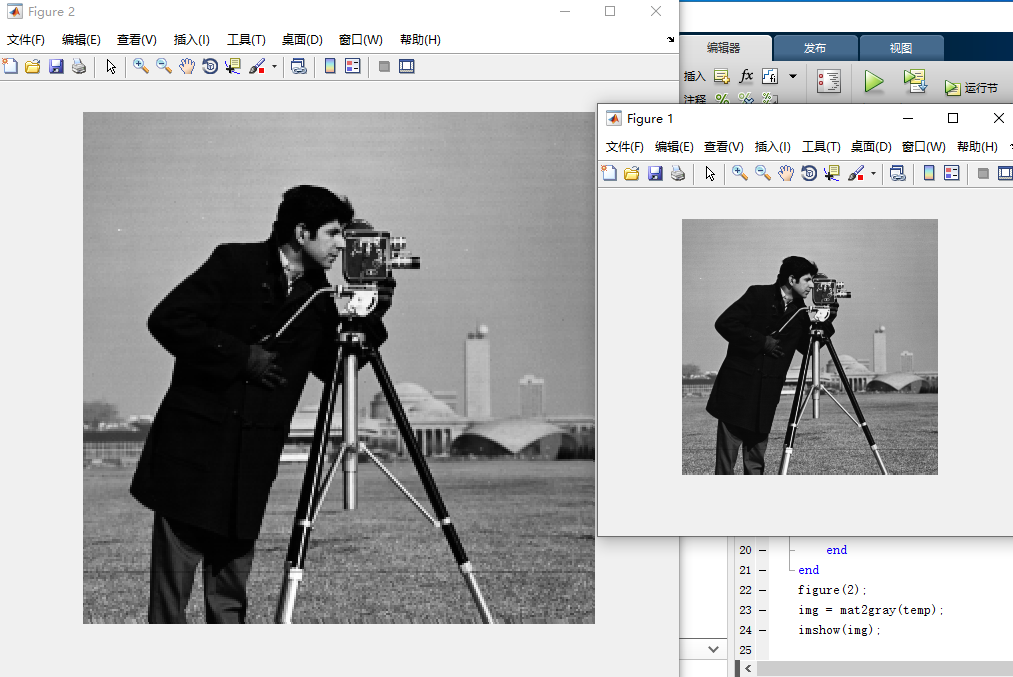 Figure 2
文件(F) 编辑(E) 查看(V) 插入(I) 工具(T) 桌面(D) 窗口(W) 帮助(H)
编辑器 发布 视图
插入 fx fi
注释 %
运行节
Figure 1
文件(F) 编辑(E) 查看(V) 插入(I) 工具(T) 桌面(D) 窗口(W) 帮助(H)
20 – end
21 – end
22 – figure(2);
23 – img = mat2gray(temp);
24 – imshow(img);
25